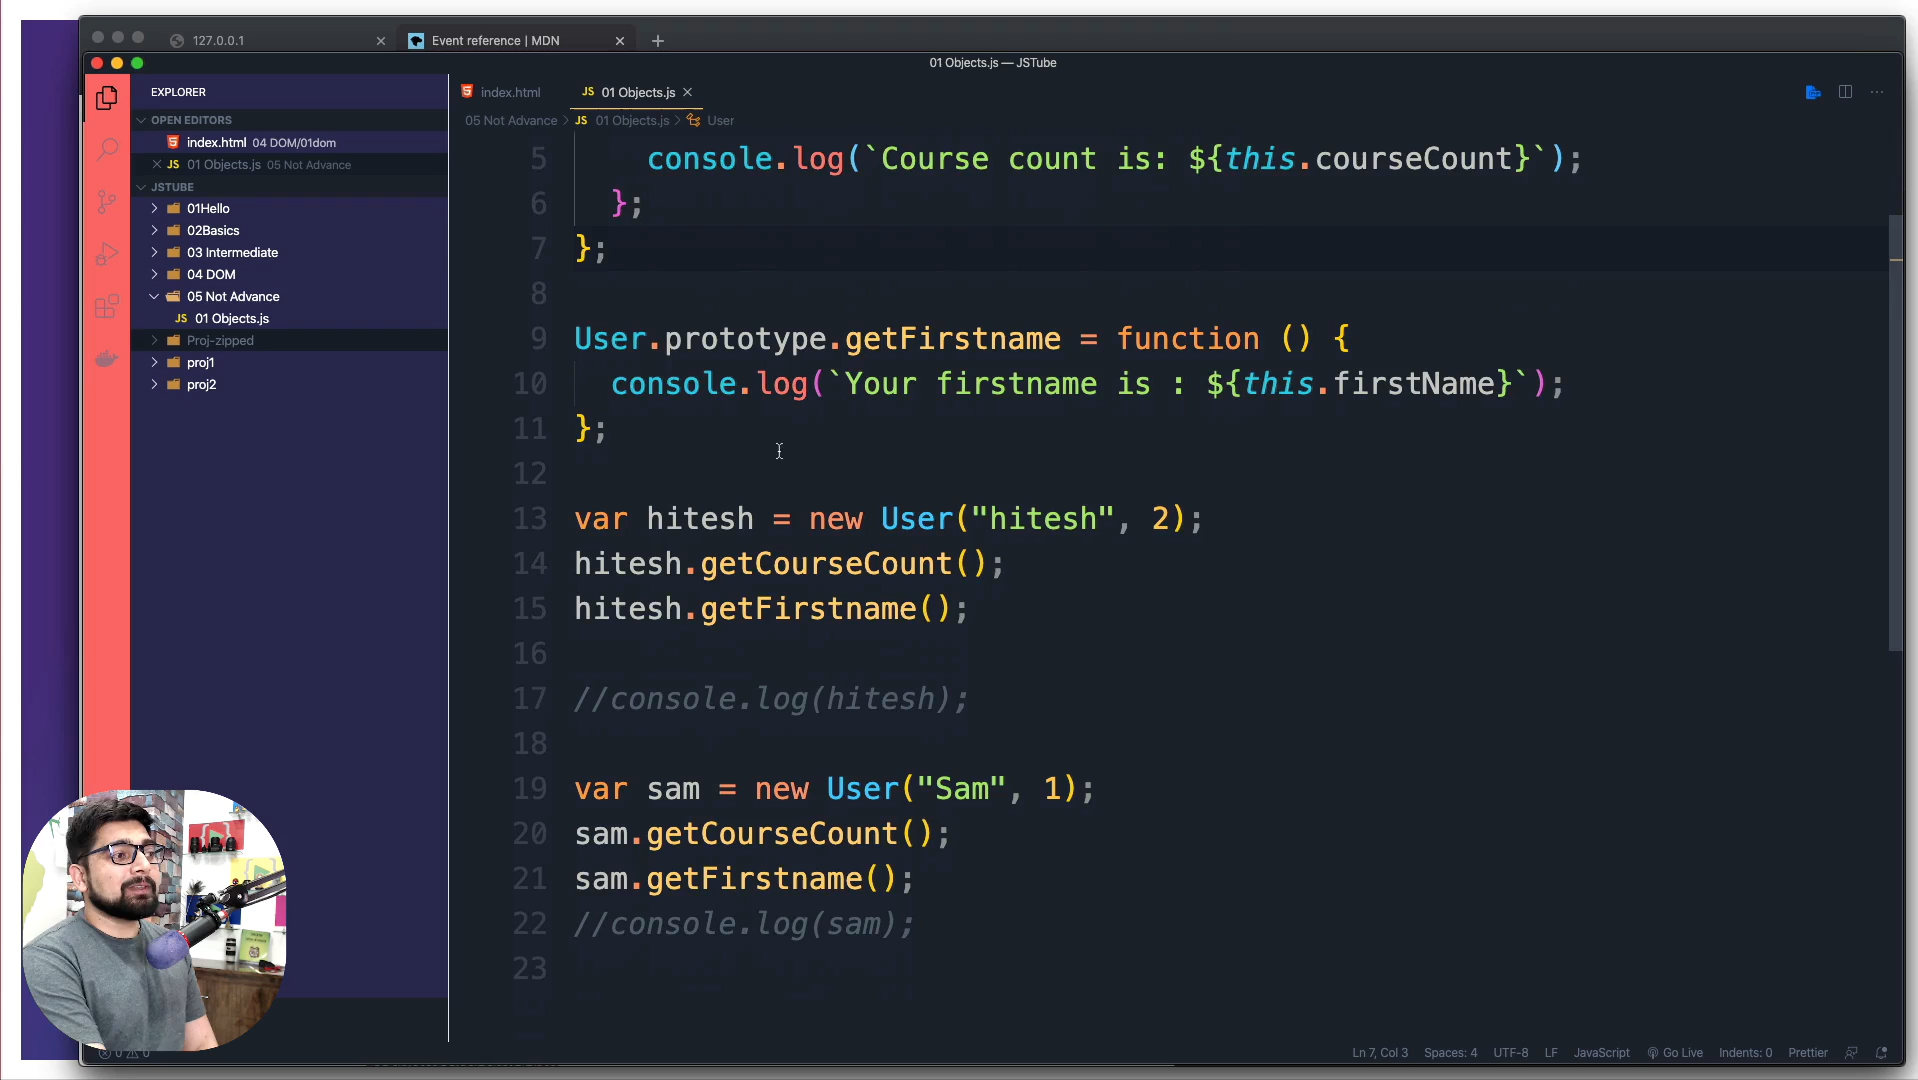 127.0.0.1
Event reference | MDN
01 Objects.js — JSTube
EXPLORER
OPEN EDITORS
index.html 04 DOM/01dom
JS 01 Objects.js 05 Not Advance
JSTUBE
01Hello
02Basics
03 Intermediate
04 DOM
05 Not Advance
JS 01 Objects.js
Proj-zipped
proj1
proj2
index.html
JS 01 Objects.js
05 Not Advance > JS 01 Objects.js > User
5 console.log(`Course count is: ${this.courseCount}`);
6 };
7 };
8
9 User.prototype.getFirstname = function () {
10 console.log(`Your firstname is : ${this.firstName}`);
11 };
12
13 var hitesh = new User("hitesh", 2);
14 hitesh.getCourseCount();
15 hitesh.getFirstname();
16
17 //console.log(hitesh);
18
19 var sam = new User("Sam", 1);
20 sam.getCourseCount();
21 sam.getFirstname();
22 //console.log(sam);
23
0 0
Ln 7, Col 3 Spaces: 4 UTF-8 LF JavaScript Go Live Indents: 0 Prettier